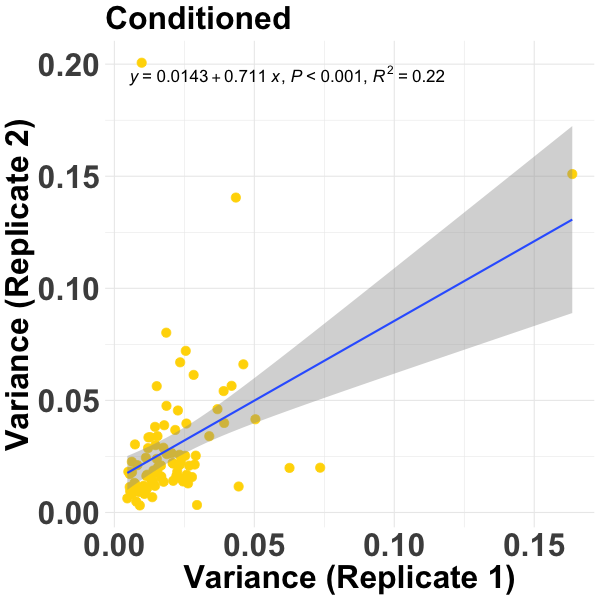 Conditioned
y = 0.0143 + 0.711 x, P < 0.001, R² = 0.22
Variance (Replicate 2)
0.20
0.15
0.10
0.05
0.00
0.00 0.05 0.10 0.15
Variance (Replicate 1)